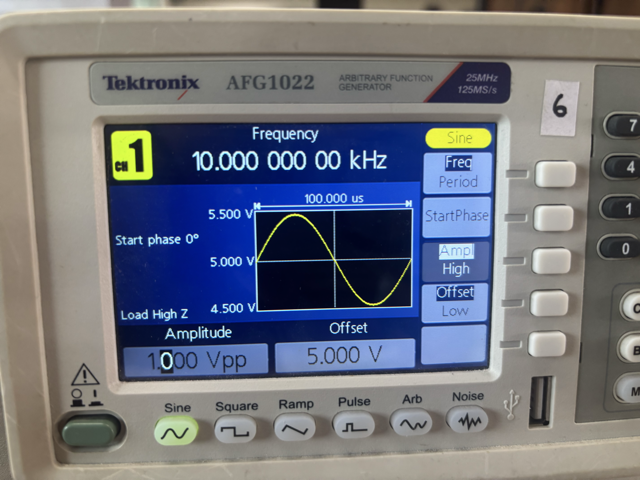 Tektronix AFG1022 ARBITRARY FUNCTION GENERATOR 25MHz 125MS/s
6
CH 1
Frequency
10.000 000 00 kHz
Sine
Freq
Period
StartPhase
Ampl
High
Offset
Low
100.000 us
5.500 V
Start phase 0°
5.000 V
4.500 V
Load High Z
Amplitude
1.000 Vpp
Offset
5.000 V
Sine Square Ramp Pulse Arb Noise
7
4
1
0